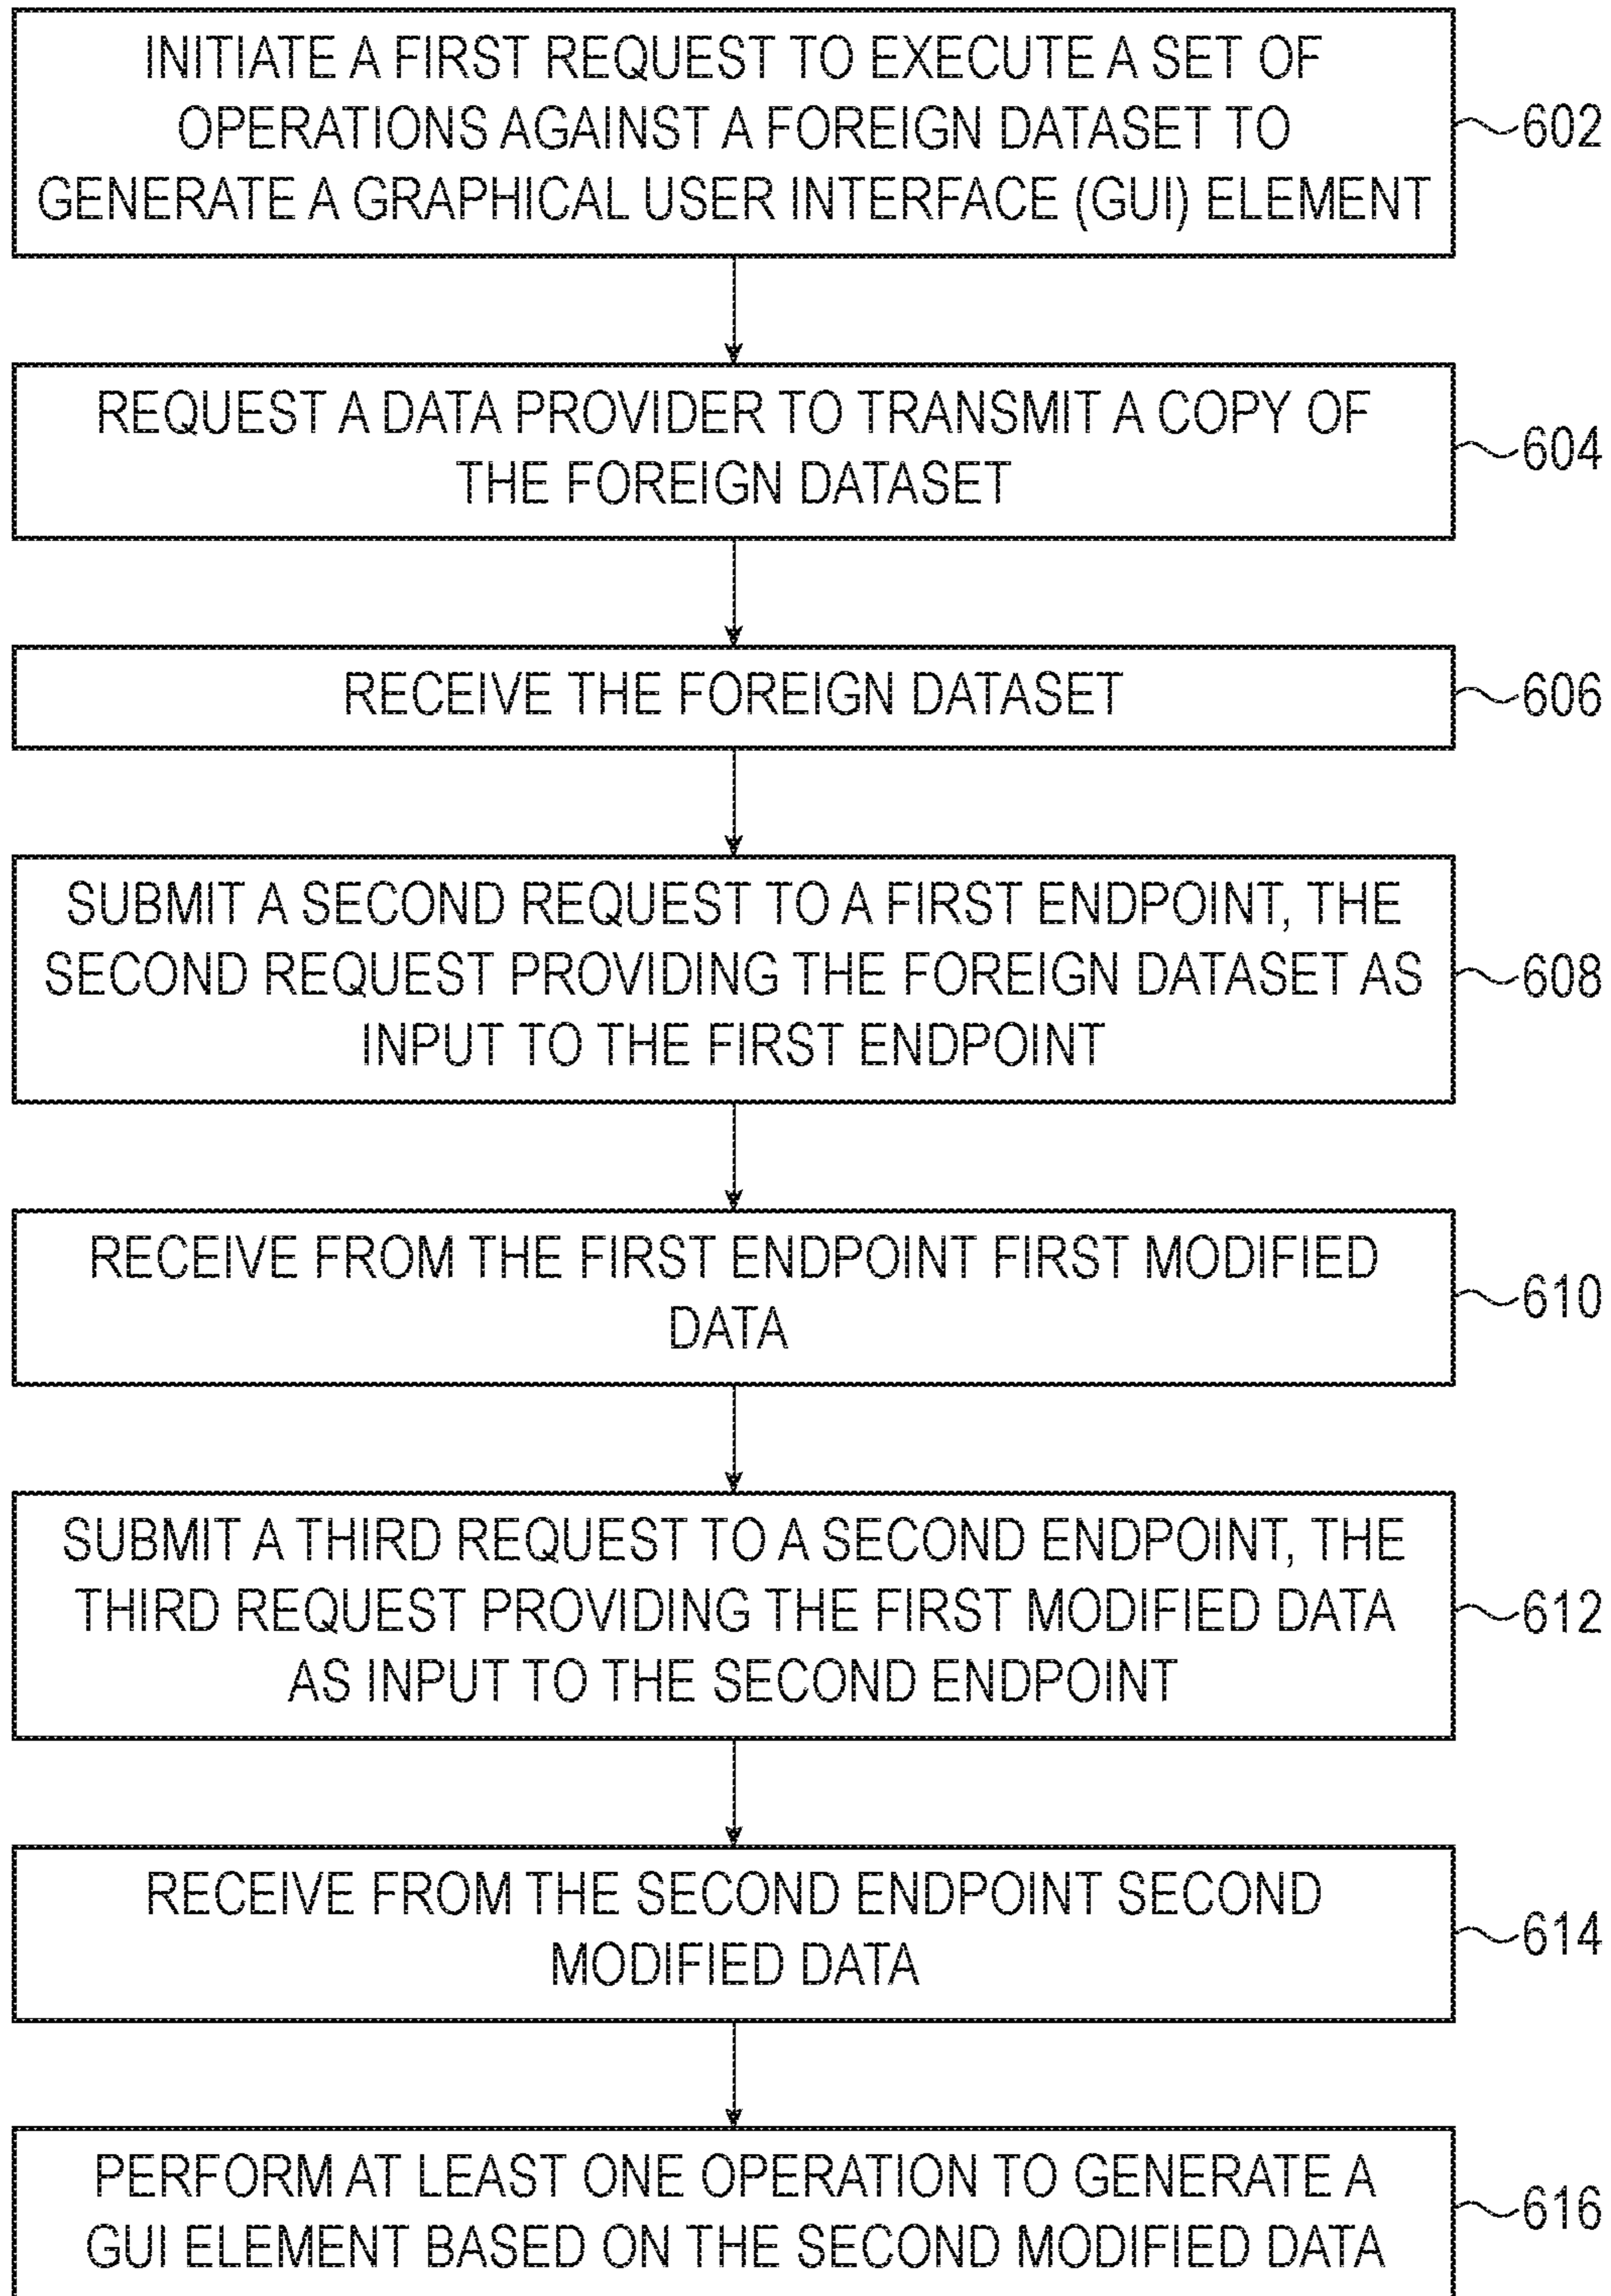 INITIATE A FIRST REQUEST TO EXECUTE A SET OF
OPERATIONS AGAINST A FOREIGN DATASET TO
GENERATE A GRAPHICAL USER INTERFACE (GUI) ELEMENT
602
REQUEST A DATA PROVIDER TO TRANSMIT A COPY OF
THE FOREIGN DATASET
604
RECEIVE THE FOREIGN DATASET
606
SUBMIT A SECOND REQUEST TO A FIRST ENDPOINT, THE
SECOND REQUEST PROVIDING THE FOREIGN DATASET AS
INPUT TO THE FIRST ENDPOINT
608
RECEIVE FROM THE FIRST ENDPOINT FIRST MODIFIED
DATA
610
SUBMIT A THIRD REQUEST TO A SECOND ENDPOINT, THE
THIRD REQUEST PROVIDING THE FIRST MODIFIED DATA
AS INPUT TO THE SECOND ENDPOINT
612
RECEIVE FROM THE SECOND ENDPOINT SECOND
MODIFIED DATA
614
PERFORM AT LEAST ONE OPERATION TO GENERATE A
GUI ELEMENT BASED ON THE SECOND MODIFIED DATA
616